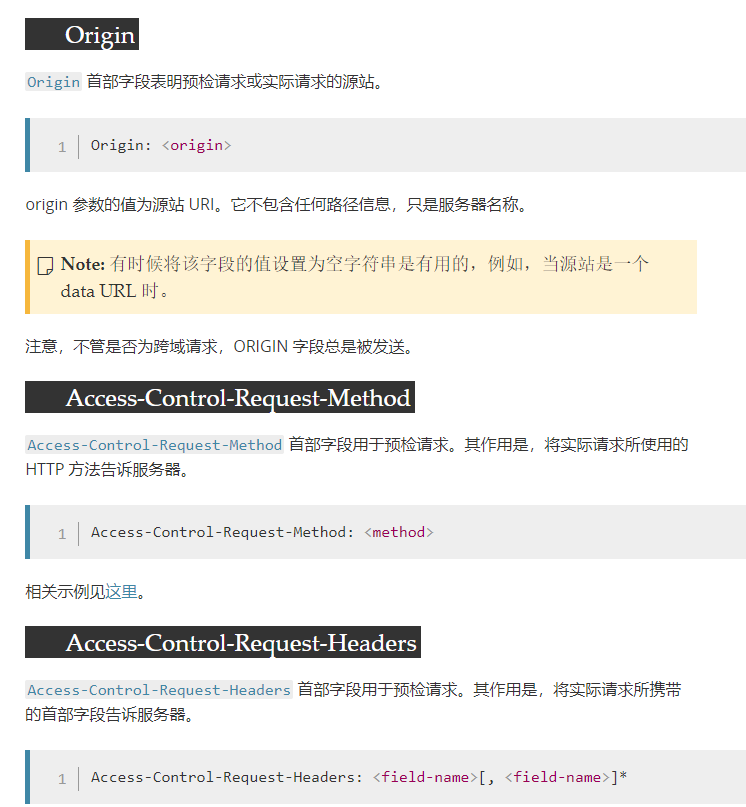 Origin
Origin 首部字段表明预检请求或实际请求的源站。
1 Origin: <origin>
origin 参数的值为源站 URI。它不包含任何路径信息，只是服务器名称。
Note: 有时候将该字段的值设置为空字符串是有用的，例如，当源站是一个
data URL 时。
注意，不管是否为跨域请求，ORIGIN 字段总是被发送。
Access-Control-Request-Method
Access-Control-Request-Method 首部字段用于预检请求。其作用是，将实际请求所使用的
HTTP 方法告诉服务器。
1 Access-Control-Request-Method: <method>
相关示例见这里。
Access-Control-Request-Headers
Access-Control-Request-Headers 首部字段用于预检请求。其作用是，将实际请求所携带
的首部字段告诉服务器。
1 Access-Control-Request-Headers: <field-name>[, <field-name>]*